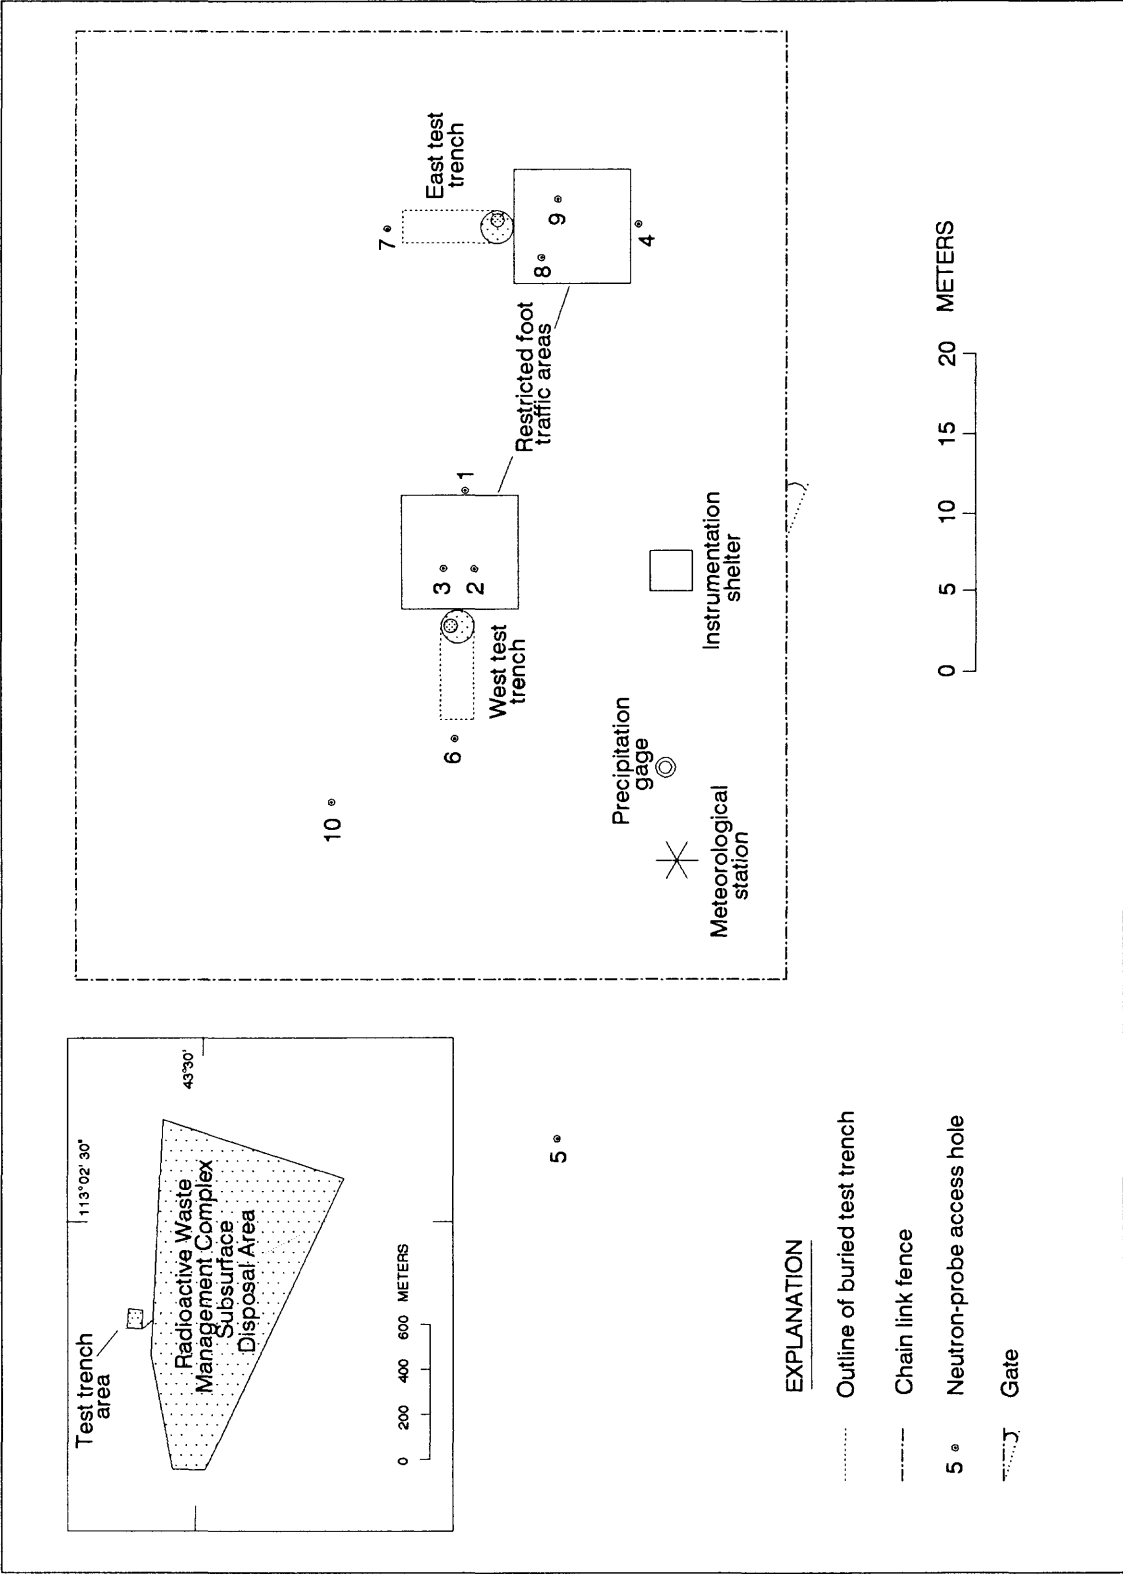 Test trench
area
113°02' 30"
43°30'
Radioactive Waste
Management Complex
Subsurface
Disposal Area
0 200 400 600 METERS
10
6
7
East test
trench
3
2
1
West test
trench
8
9
4
Restricted foot
traffic areas
Precipitation
gage
Meteorological
station
Instrumentation
shelter
5
EXPLANATION
Outline of buried test trench
Chain link fence
5 Neutron-probe access hole
Gate
0 5 10 15 20 METERS